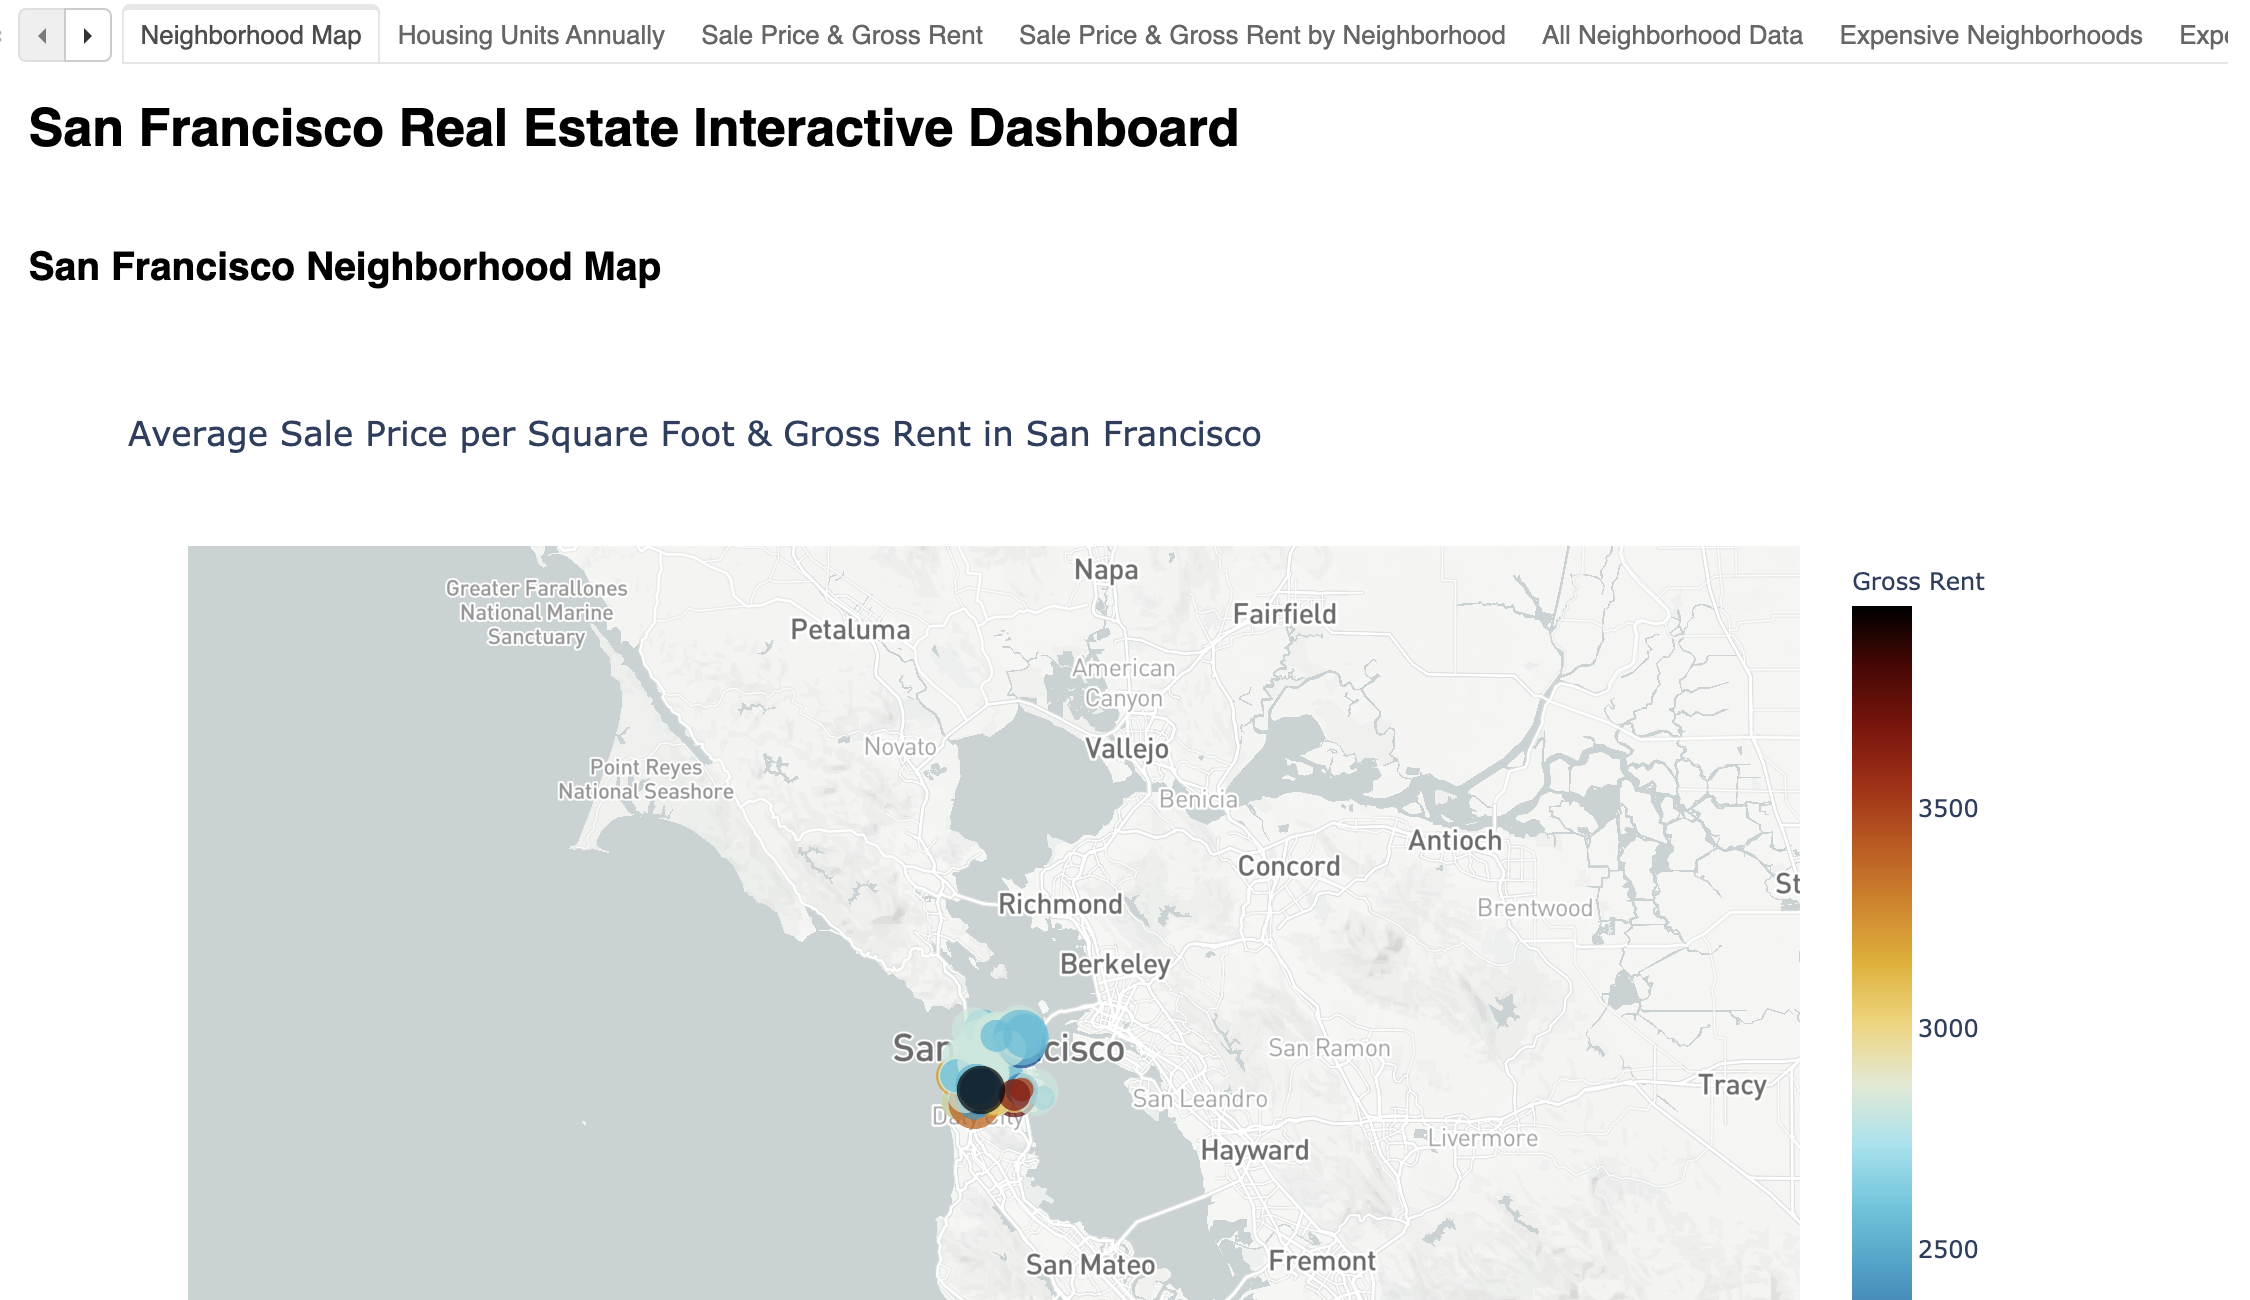 Neighborhood Map Housing Units Annually Sale Price & Gross Rent Sale Price & Gross Rent by Neighborhood All Neighborhood Data Expensive Neighborhoods
San Francisco Real Estate Interactive Dashboard
San Francisco Neighborhood Map
Average Sale Price per Square Foot & Gross Rent in San Francisco
Napa
Greater Farallones
National Marine
Sanctuary
Fairfield
Petaluma
American
Canyon
Novato
Vallejo
Point Reyes
National Seashore
Benicia
Antioch
Concord
St
Richmond
Brentwood
Berkeley
San cisco
San Ramon
Tracy
San Leandro
City
Livermore
Hayward
San Mateo
Fremont
Gross Rent
3500
3000
2500